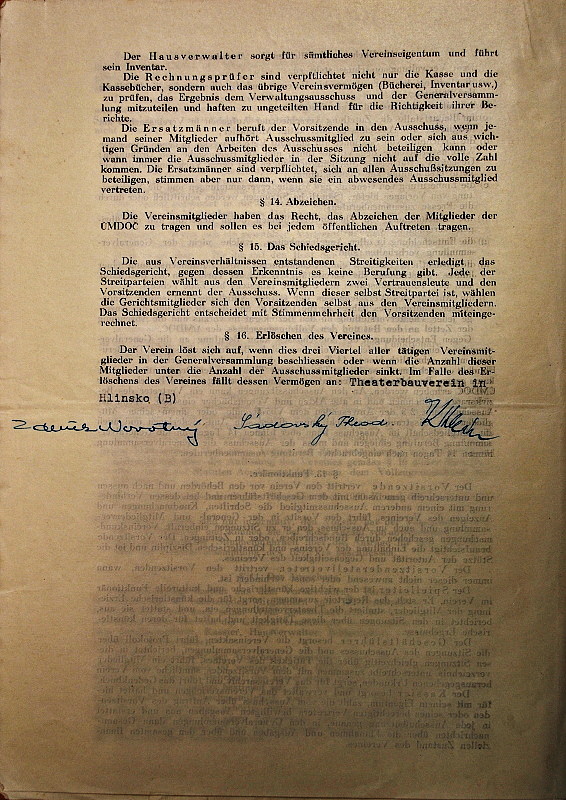 Der Hausverwalter sorgt für sämtliches Vereinseigentum und führt
sein Inventar.
Die Rechnungsprüfer sind verpflichtet nicht nur die Kasse und die
Kassebücher, sondern auch das übrige Vereinsvermögen (Bücherei, Inventar usw.)
zu prüfen, das Ergebnis dem Verwaltungsausschuss und der Generalversamm-
lung mitzuteilen und haften zu ungeteilten Hand für die Richtigkeit ihrer Be-
richte.
Die Ersatzmänner beruft der Vorsitzende in den Ausschuss, wenn je-
mand seiner Mitglieder aufhört Ausschussmitglied zu sein oder sich aus wich-
tigen Gründen an den Arbeiten des Ausschusses nicht beteiligen kann oder
wann immer die Ausschussmitglieder in der Sitzung nicht auf die volle Zahl
kommen. Die Ersatzmänner sind verpflichtet, sich an allen Ausschußsitzungen zu
beteiligen, stimmen aber nur dann, wenn sie ein abwesendes Ausschussmitglied
vertreten.
§ 14. Abzeichen.
Die Vereinsmitglieder haben das Recht, das Abzeichen der Mitglieder der
ÚMDOČ zu tragen und sollen es bei jedem öffentlichen Auftreten tragen.
§ 15. Das Schiedsgericht.
Die aus Vereinsverhältnissen entstandenen Streitigkeiten erledigt das
Schiedsgericht, gegen dessen Erkenntnis es keine Berufung gibt. Jede der
Streitparteien wählt aus den Vereinsmitgliedern zwei Vertrauensleute und den
Vorsitzenden ernennt der Ausschuss. Wenn dieser selbst Streitpartei ist, wählen
die Gerichtsmitglieder sich den Vorsitzenden selbst aus den Vereinsmitgliedern.
Das Schiedsgericht entscheidet mit Stimmenmehrheit den Vorsitzenden miteinge-
rechnet.
§ 16. Erlöschen des Vereines.
Der Verein löst sich auf, wenn dies drei Viertel aller tätigen Vereinsmit-
glieder in der Generalversammlung beschliessen oder wenn die Anzahl dieser
Mitglieder unter die Anzahl der Ausschussmitglieder sinkt. Im Falle des Er-
löschens des Vereines fällt dessen Vermögen an: Theaterbauverein in
Hlinsko (B)